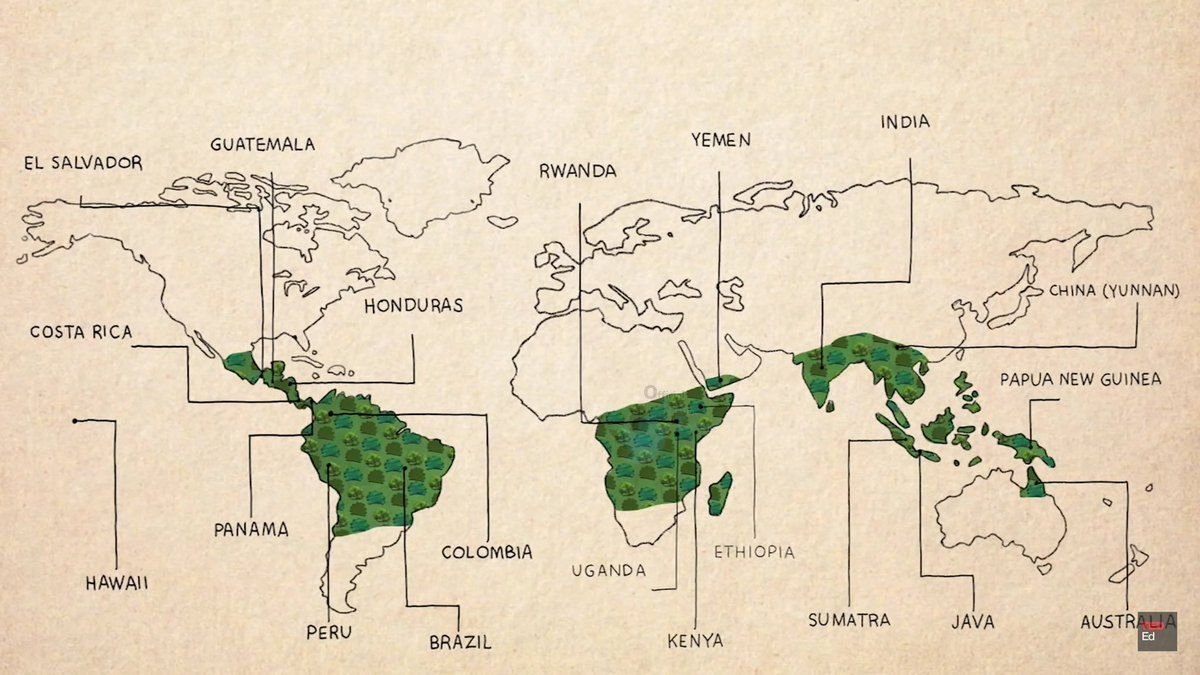 INDIA
YEMEN
GUATEMALA
EL SALVADOR
RWANDA
CHINA (YUNNAN)
HONDURAS
COSTA RICA
PAPUA NEW GUINEA
PANAMA
COLOMBIA
ETHIOPIA
UGANDA
HAWAII
SUMATRA
JAVA
AUSTRALIA
PERU
BRAZIL
KENYA
Ed